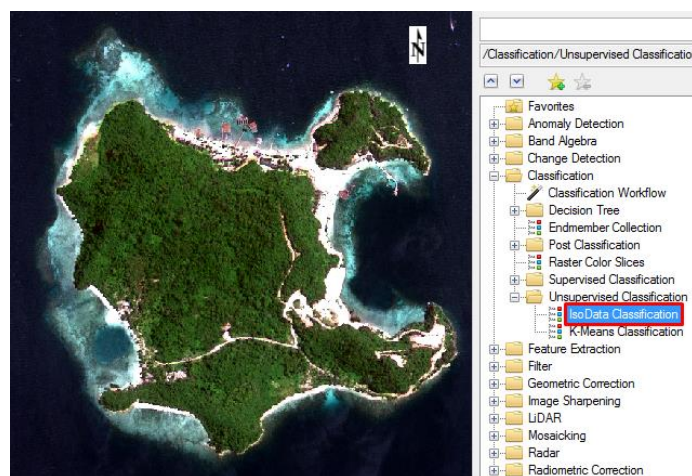 N
/Classification/Unsupervised Classificatio
Favorites
Anomaly Detection
Band Algebra
Change Detection
Classification
Classification Workflow
Decision Tree
Endmember Collection
Post Classification
Raster Color Slices
Supervised Classification
Unsupervised Classification
IsoData Classification
K-Means Classification
Feature Extraction
Filter
Geometric Correction
Image Sharpening
LiDAR
Mosaicking
Radar
Radiometric Correction